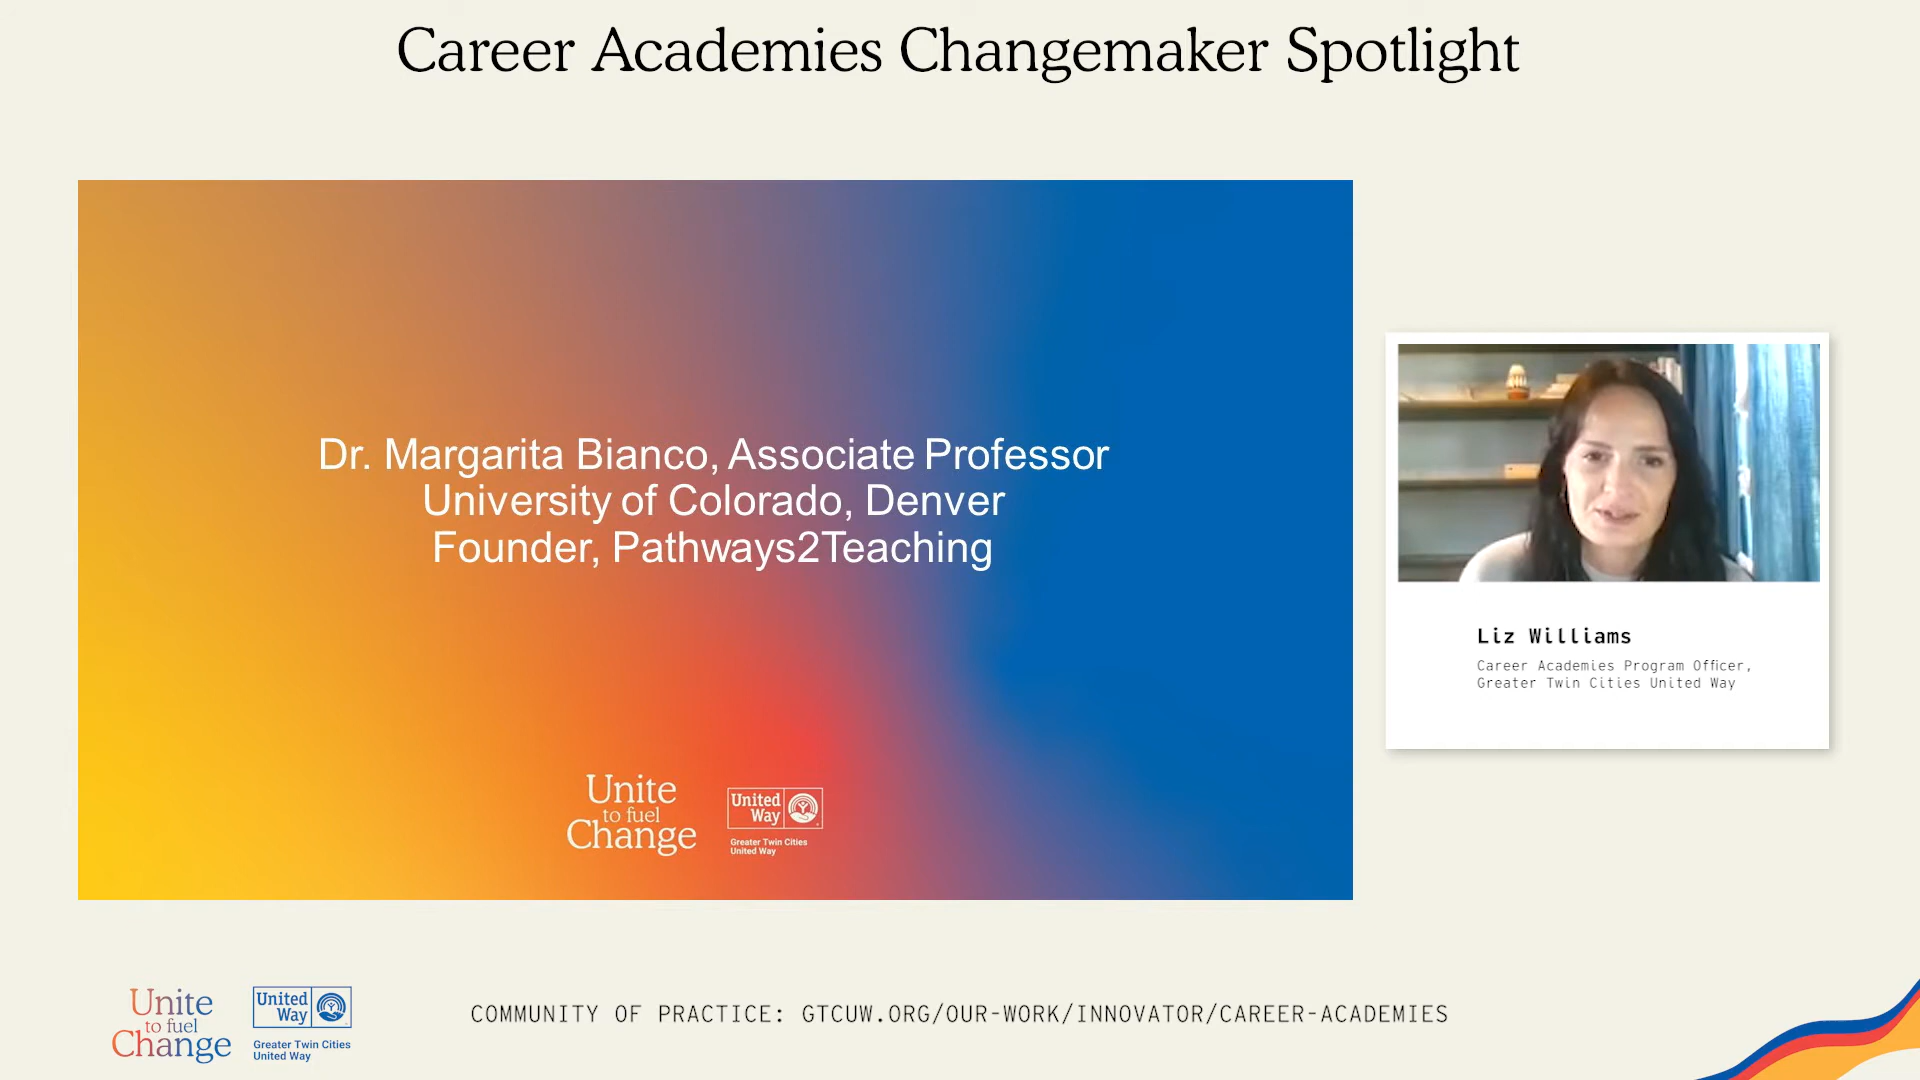 Career Academies Changemaker Spotlight
Dr. Margarita Bianco, Associate Professor
University of Colorado, Denver
Founder, Pathways2Teaching
Unite
to fuel
Change
United
Way
Greater Twin Cities
United Way
Liz Williams
Career Academies Program Officer,
Greater Twin Cities United Way
Unite
to fuel
Change
United
Way
Greater Twin Cities
United Way
COMMUNITY OF PRACTICE: GTCUW.ORG/OUR-WORK/INNOVATOR/CAREER-ACADEMIES